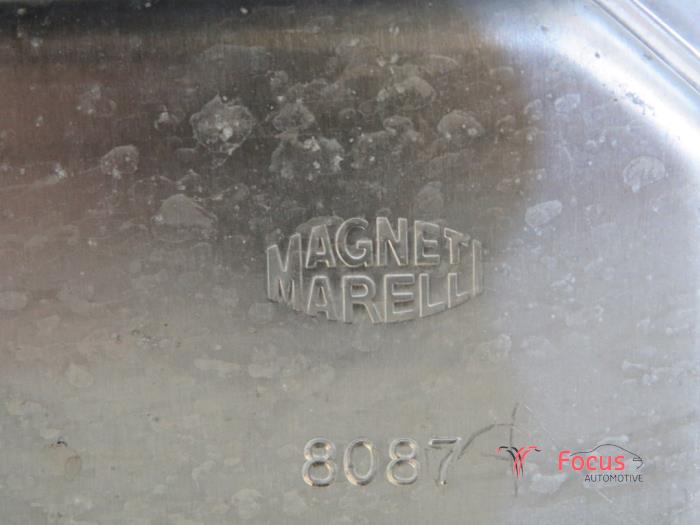 MAGNETI
MARELLI
8087
Focus
AUTOMOTIVE